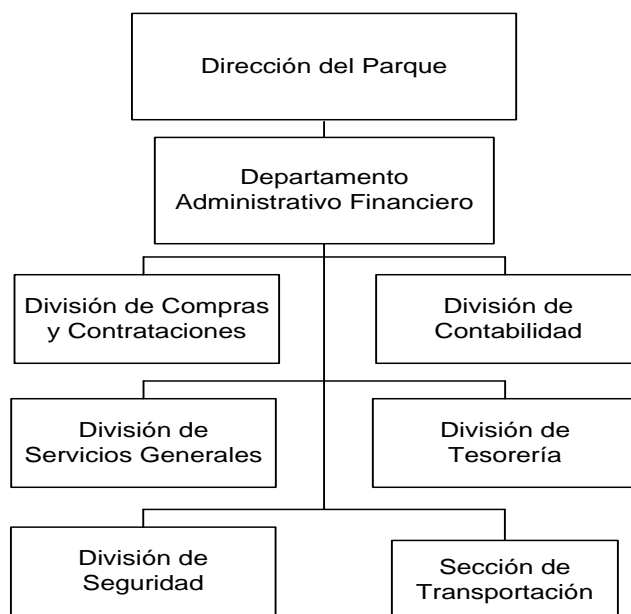 Dirección del Parque
Departamento
Administrativo Financiero
División de Compras
y Contrataciones
División de
Contabilidad
División de
Servicios Generales
División de
Tesorería
División de
Seguridad
Sección de
Transportación